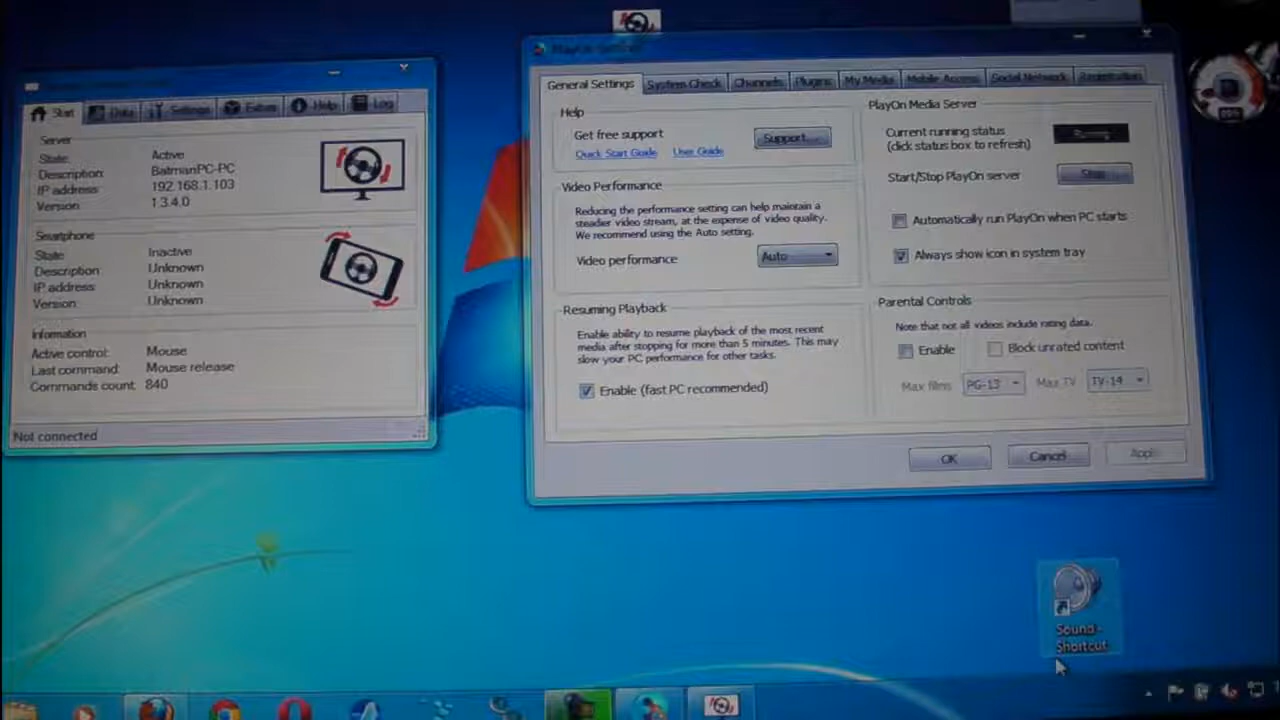 Start Data Settings Extras Help Log
Server
State: Active
Description: BatmanPC-PC
IP address: 192.168.1.103
Version: 1.3.4.0
Smartphone
State: Inactive
Description: Unknown
IP address: Unknown
Version: Unknown
Information
Active control: Mouse
Last command: Mouse release
Commands count: 840
Not connected
PlayOn Settings
General Settings System Check Channels Plugins My Media Mobile Access Social Network Registration
Help
Get free support
Support...
Quick Start Guide User Guide
Video Performance
Reducing the performance setting can help maintain a
steadier video stream, at the expense of video quality.
We recommend using the Auto setting.
Video performance Auto
Resuming Playback
Enable ability to resume playback of the most recent
media after stopping for more than 5 minutes. This may
slow your PC performance for other tasks.
Enable (fast PC recommended)
PlayOn Media Server
Current running status
(click status box to refresh)
Running
Start/Stop PlayOn server Stop
Automatically run PlayOn when PC starts
Always show icon in system tray
Parental Controls
Note that not all videos include rating data.
Enable Block unrated content
Max films PG-13 Max TV TV-14
OK Cancel Apply
Sound -
Shortcut